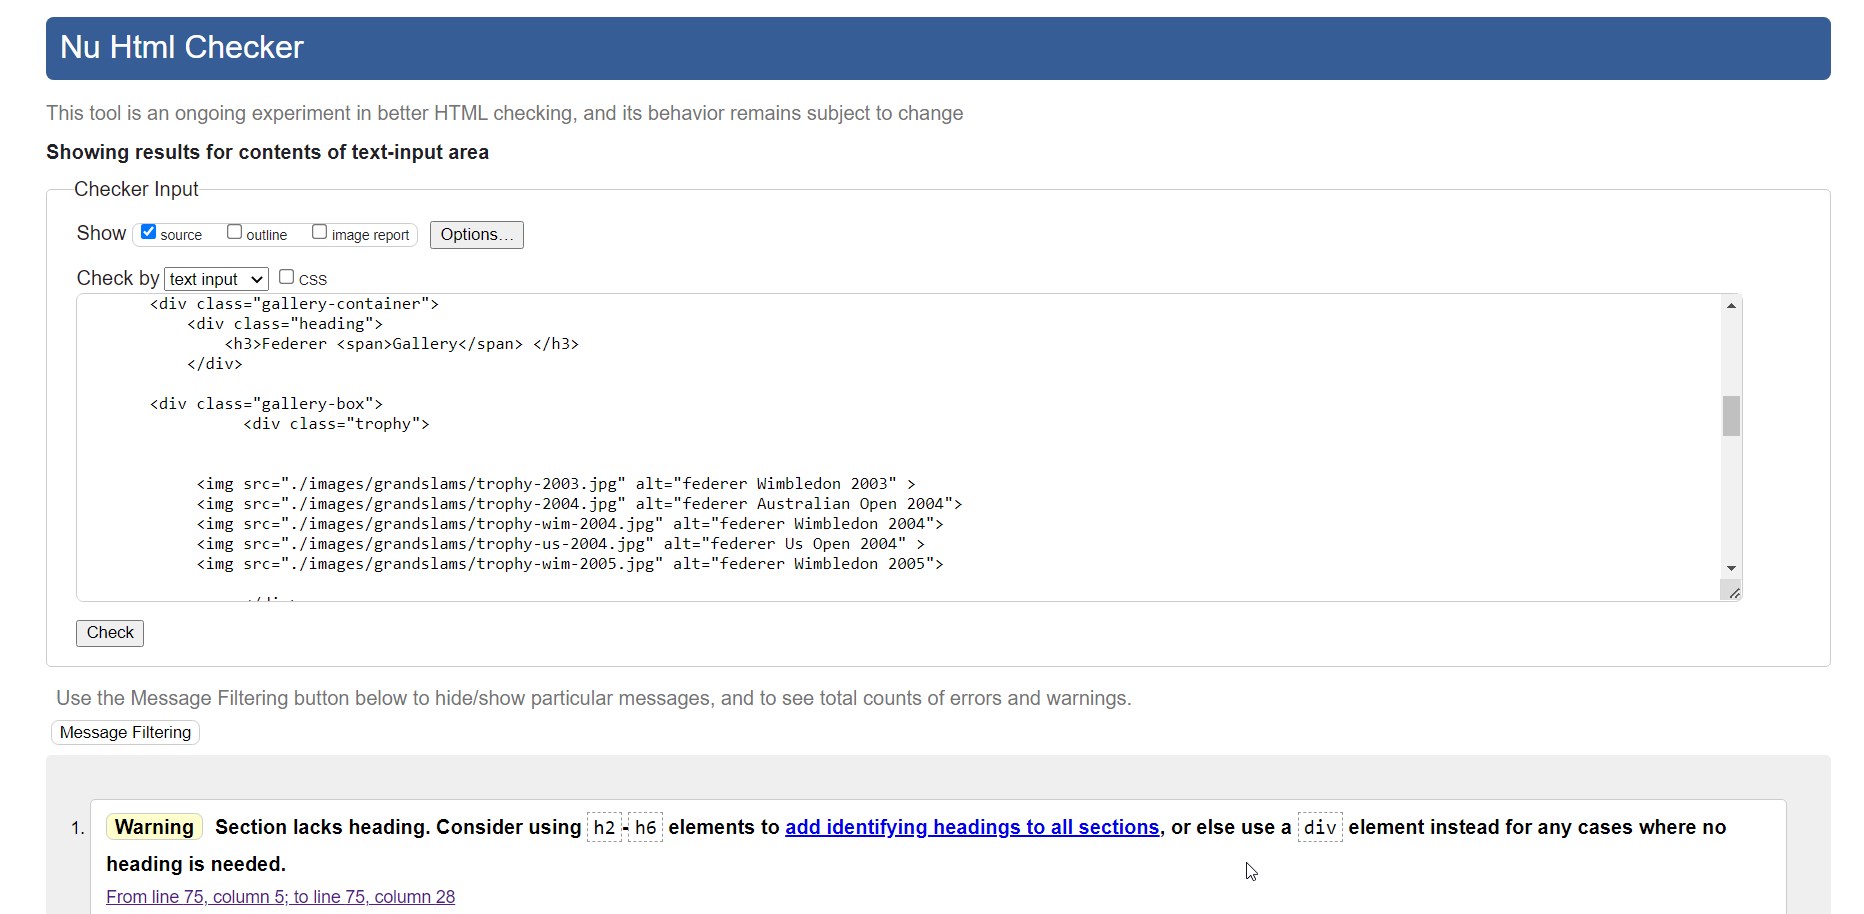 Nu Html Checker
This tool is an ongoing experiment in better HTML checking, and its behavior remains subject to change
Showing results for contents of text-input area
Checker Input
Show source outline image report Options...
Check by text input CSS
<div class="gallery-container">
<div class="heading">
<h3>Federer <span>Gallery</span> </h3>
</div>
<div class="gallery-box">
<div class="trophy">
<img src="./images/grandslams/trophy-2003.jpg" alt="federer Wimbledon 2003" >
<img src="./images/grandslams/trophy-2004.jpg" alt="federer Australian Open 2004">
<img src="./images/grandslams/trophy-wim-2004.jpg" alt="federer Wimbledon 2004">
<img src="./images/grandslams/trophy-us-2004.jpg" alt="federer Us Open 2004" >
<img src="./images/grandslams/trophy-wim-2005.jpg" alt="federer Wimbledon 2005">
Check
Use the Message Filtering button below to hide/show particular messages, and to see total counts of errors and warnings.
Message Filtering
1. Warning Section lacks heading. Consider using h2-h6 elements to add identifying headings to all sections, or else use a div element instead for any cases where no
heading is needed.
From line 75, column 5; to line 75, column 28